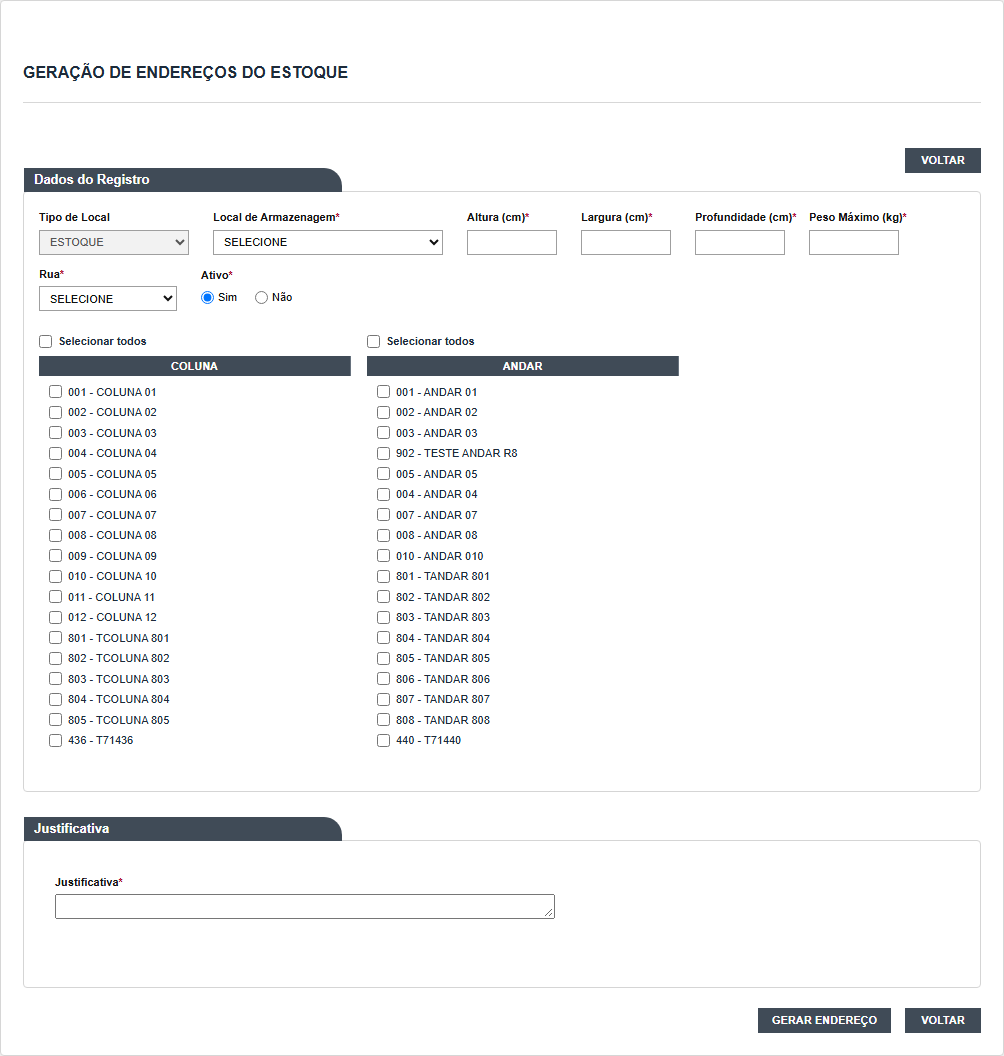 GERAÇÃO DE ENDEREÇOS DO ESTOQUE
VOLTAR
Dados do Registro
Tipo de Local Local de Armazenagem* Altura (cm)* Largura (cm)* Profundidade (cm)* Peso Máximo (kg)*
ESTOQUE SELECIONE
Rua* Ativo*
SELECIONE Sim Não
Selecionar todos Selecionar todos
COLUNA ANDAR
001 - COLUNA 01 001 - ANDAR 01
002 - COLUNA 02 002 - ANDAR 02
003 - COLUNA 03 003 - ANDAR 03
004 - COLUNA 04 902 - TESTE ANDAR R8
005 - COLUNA 05 005 - ANDAR 05
006 - COLUNA 06 004 - ANDAR 04
007 - COLUNA 07 007 - ANDAR 07
008 - COLUNA 08 008 - ANDAR 08
009 - COLUNA 09 010 - ANDAR 010
010 - COLUNA 10 801 - TANDAR 801
011 - COLUNA 11 802 - TANDAR 802
012 - COLUNA 12 803 - TANDAR 803
801 - TCOLUNA 801 804 - TANDAR 804
802 - TCOLUNA 802 805 - TANDAR 805
803 - TCOLUNA 803 806 - TANDAR 806
804 - TCOLUNA 804 807 - TANDAR 807
805 - TCOLUNA 805 808 - TANDAR 808
436 - T71436 440 - T71440
Justificativa
Justificativa*
GERAR ENDEREÇO VOLTAR